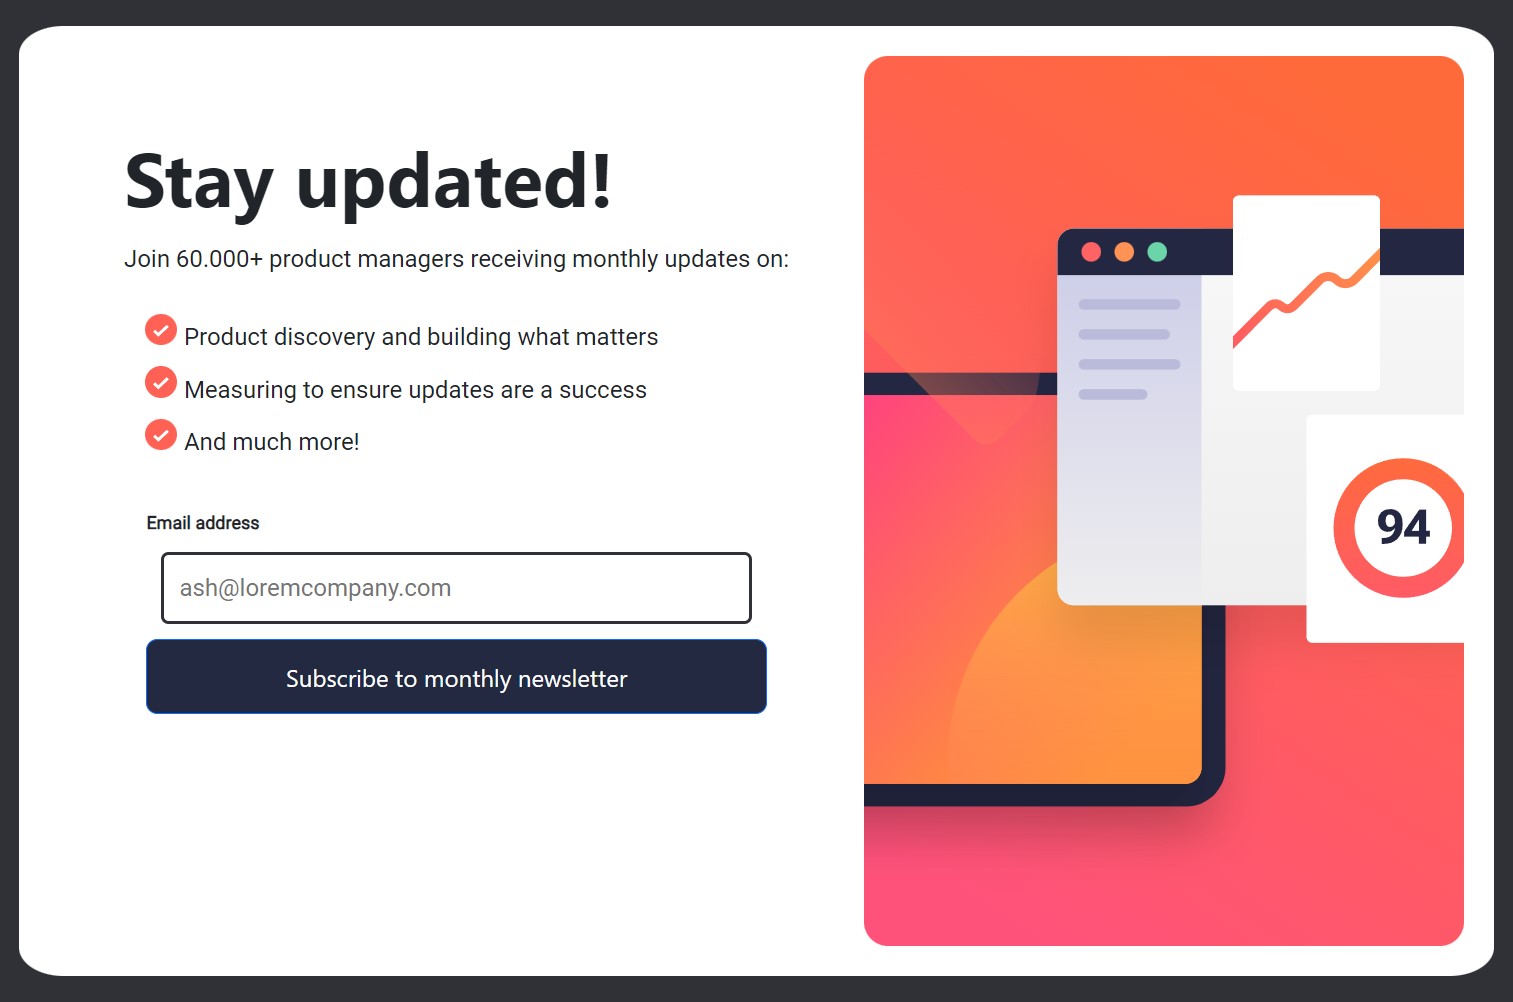 Stay updated!
Join 60.000+ product managers receiving monthly updates on:
Product discovery and building what matters
Measuring to ensure updates are a success
And much more!
Email address
ash@loremcompany.com
Subscribe to monthly newsletter
94